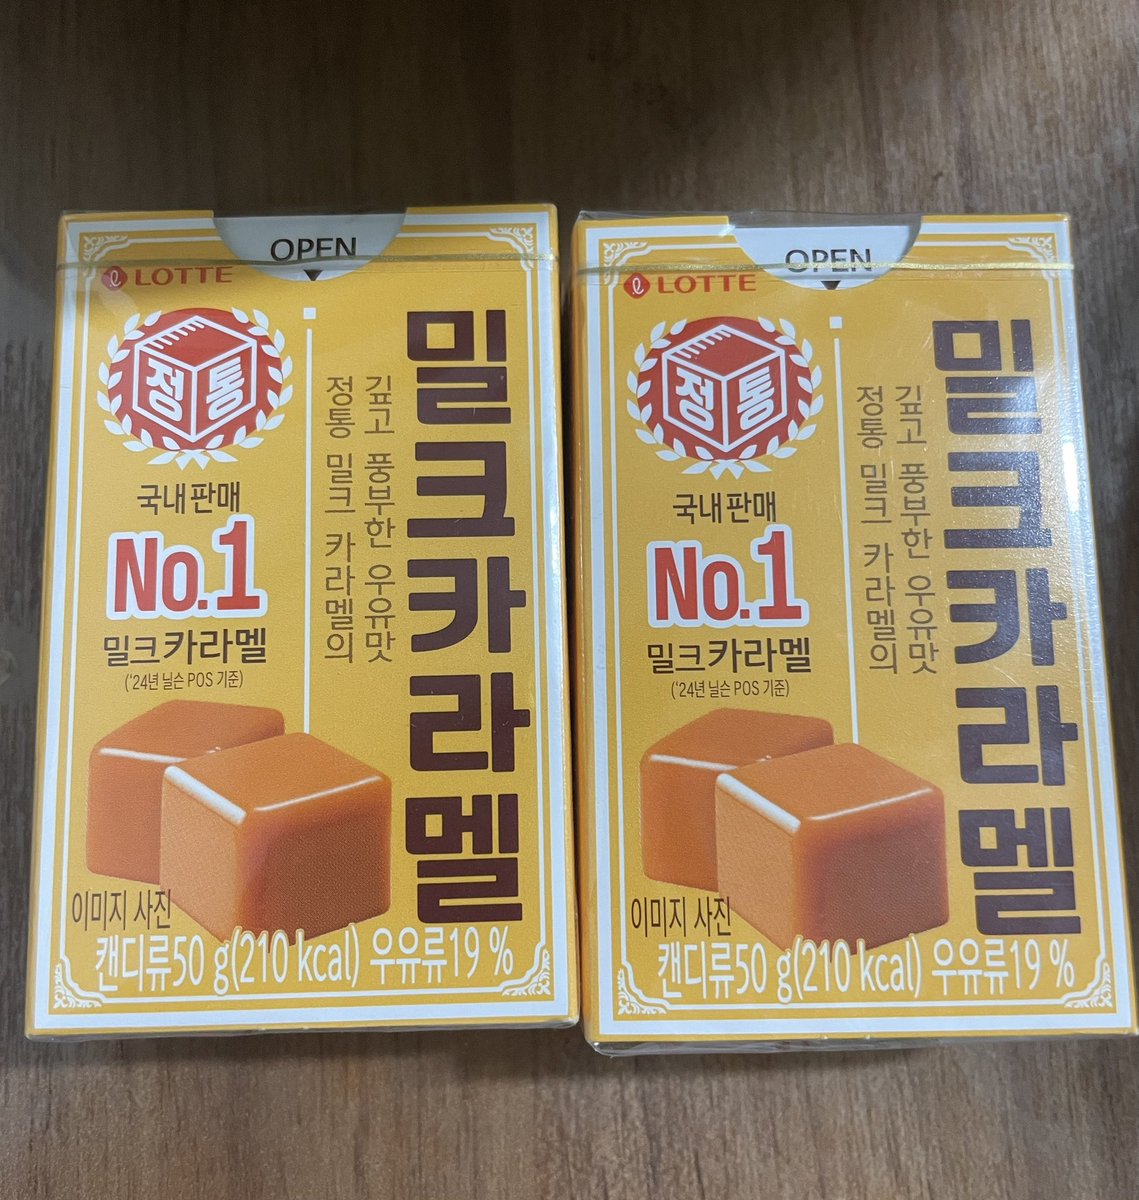 OPEN
LOTTE
정통
국내판매
No.1
밀크카라멜
('24년 닐슨 POS 기준)
정통 밀크 카라멜의
깊고 풍부한 우유맛
밀크카라멜
이미지 사진
캔디류50 g(210 kcal) 우유류19 %
OPEN
LOTTE
정통
국내판매
No.1
밀크카라멜
('24년 닐슨 POS 기준)
정통 밀크 카라멜의
깊고 풍부한 우유맛
밀크카라멜
이미지 사진
캔디류50 g(210 kcal) 우유류19 %